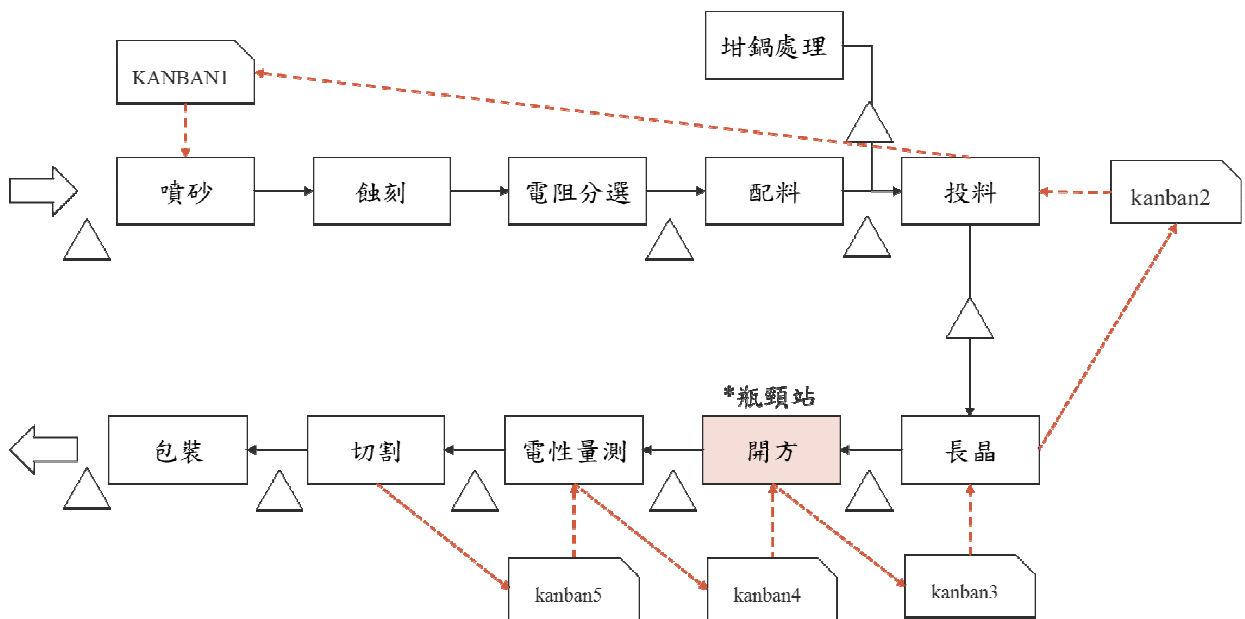 坩鍋處理
KANBAN1
噴砂
蝕刻
電阻分選
配料
投料
kanban2
*瓶頸站
包裝
切割
電性量測
開方
長晶
kanban5
kanban4
kanban3